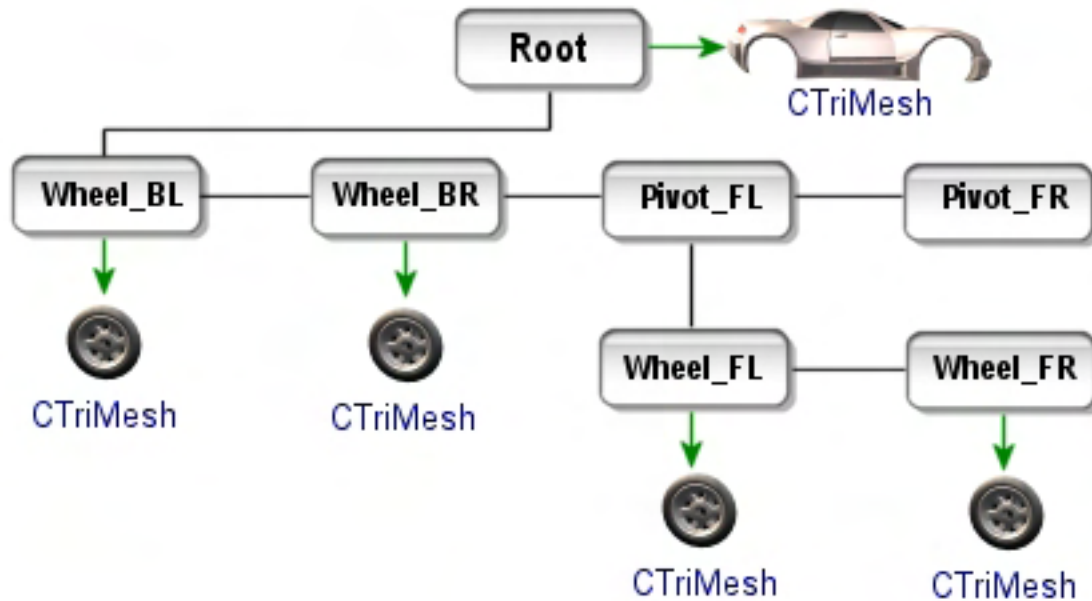 Root
CTriMesh
Wheel_BL
Wheel_BR
Pivot_FL
Pivot_FR
CTriMesh
CTriMesh
Wheel_FL
Wheel_FR
CTriMesh
CTriMesh